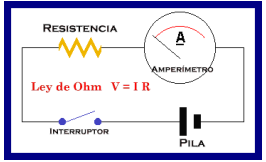 RESISTENCIA
A
AMPERÍMETRO
Ley de Ohm V = I R
INTERRUPTOR
PILA